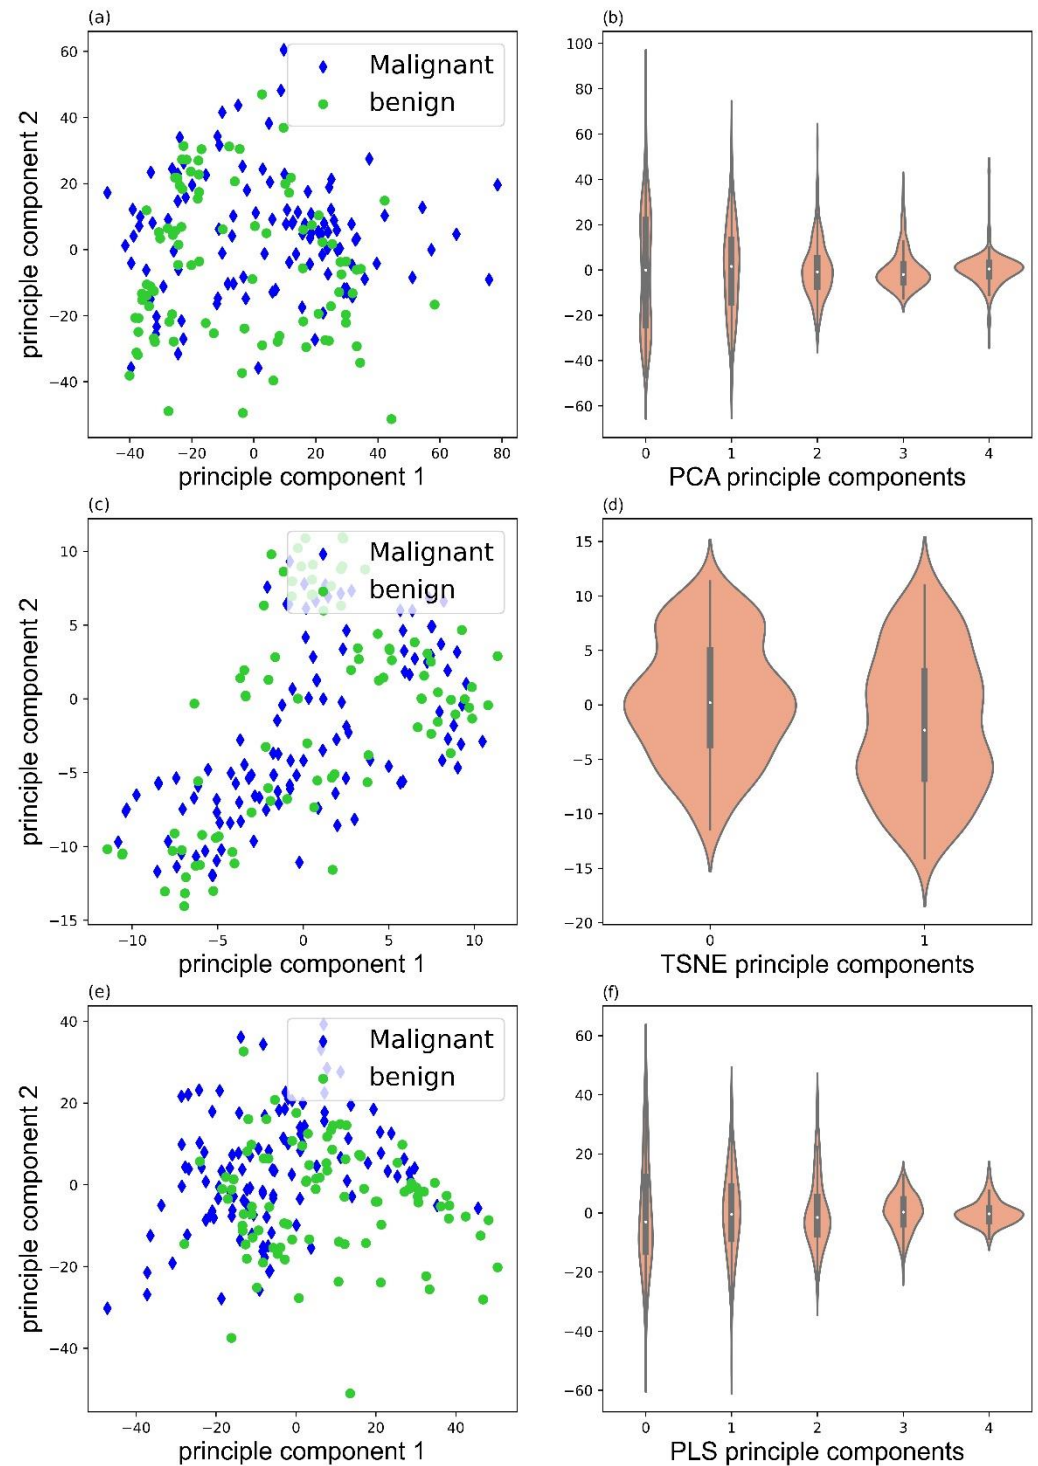 (a)
60
40
20
0
−20
−40
principle component 2
Malignant
benign
−40 −20 0 20 40 60 80
principle component 1
(b)
100
80
60
40
20
0
−20
−40
−60
0 1 2 3 4
PCA principle components
(c)
10
5
0
−5
−10
−15
principle component 2
Malignant
benign
−10 −5 0 5 10
principle component 1
(d)
15
10
5
0
−5
−10
−15
−20
0 1
TSNE principle components
(e)
40
20
0
−20
−40
principle component 2
Malignant
benign
−40 −20 0 20 40
principle component 1
(f)
60
40
20
0
−20
−40
−60
0 1 2 3 4
PLS principle components